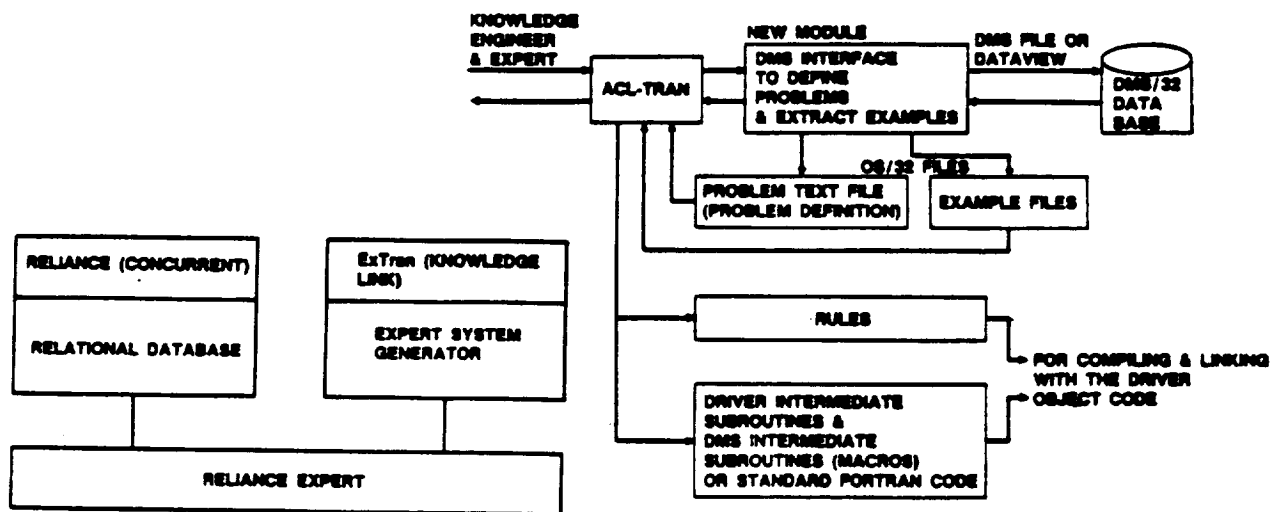 KNOWLEDGE
ENGINEER
& EXPERT
ACL-TRAN
NEW MODULE
DMS INTERFACE
TO DEFINE
PROBLEMS
& EXTRACT EXAMPLES
DMS FILE OR
DATAVIEW
DMS/32
DATA
BASE
OS/32 FILES
PROBLEM TEXT FILE
(PROBLEM DEFINITION)
EXAMPLE FILES
RELIANCE (CONCURRENT)
RELATIONAL DATABASE
ExTran (KNOWLEDGE
LINK)
EXPERT SYSTEM
GENERATOR
RELIANCE EXPERT
RULES
DRIVER INTERMEDIATE
SUBROUTINES &
DMS INTERMEDIATE
SUBROUTINES (MACROS)
OR STANDARD FORTRAN CODE
FOR COMPILING & LINKING
WITH THE DRIVER
OBJECT CODE